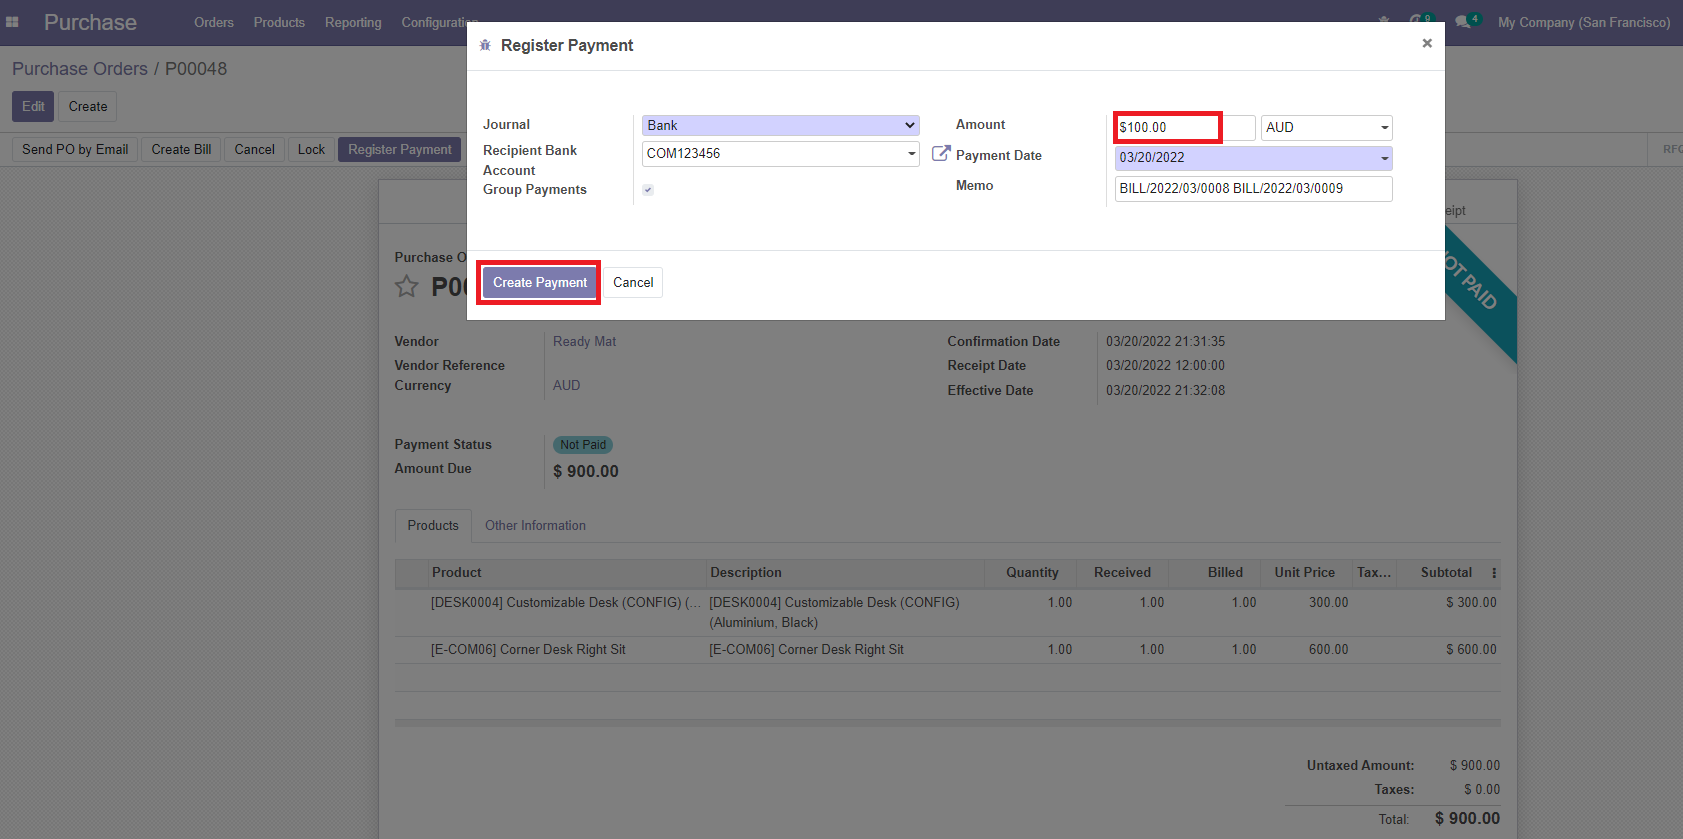 Purchase
Orders Products Reporting Configuration
9 4 My Company (San Francisco)
Purchase Orders / P00048
Edit Create
Send PO by Email Create Bill Cancel Lock Register Payment
RFQ
Register Payment ×
Journal Bank
Recipient Bank Account COM123456
Group Payments
Amount $100.00 AUD
Payment Date 03/20/2022
Memo BILL/2022/03/0008 BILL/2022/03/0009
Create Payment Cancel
eipt
NOT PAID
Purchase O
P00
Vendor Ready Mat
Vendor Reference
Currency AUD
Confirmation Date 03/20/2022 21:31:35
Receipt Date 03/20/2022 12:00:00
Effective Date 03/20/2022 21:32:08
Payment Status Not Paid
Amount Due $ 900.00
Products Other Information
Product Description Quantity Received Billed Unit Price Tax... Subtotal
[DESK0004] Customizable Desk (CONFIG) (... [DESK0004] Customizable Desk (CONFIG) 1.00 1.00 1.00 300.00 $ 300.00
(Aluminium, Black)
[E-COM06] Corner Desk Right Sit [E-COM06] Corner Desk Right Sit 1.00 1.00 1.00 600.00 $ 600.00
Untaxed Amount: $ 900.00
Taxes: $ 0.00
Total: $ 900.00